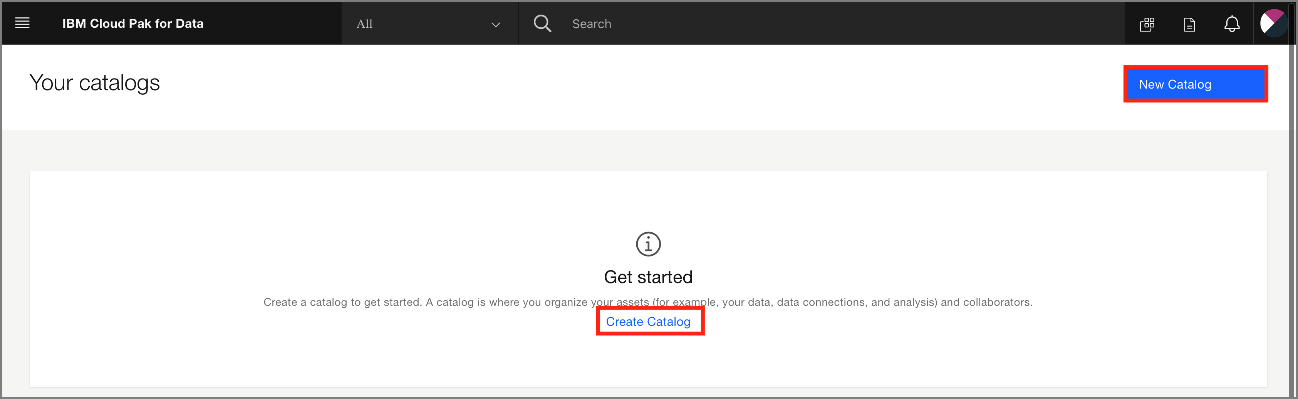 IBM Cloud Pak for Data
All
Search
Your catalogs
New Catalog
Get started
Create a catalog to get started. A catalog is where you organize your assets (for example, your data, data connections, and analysis) and collaborators.
Create Catalog